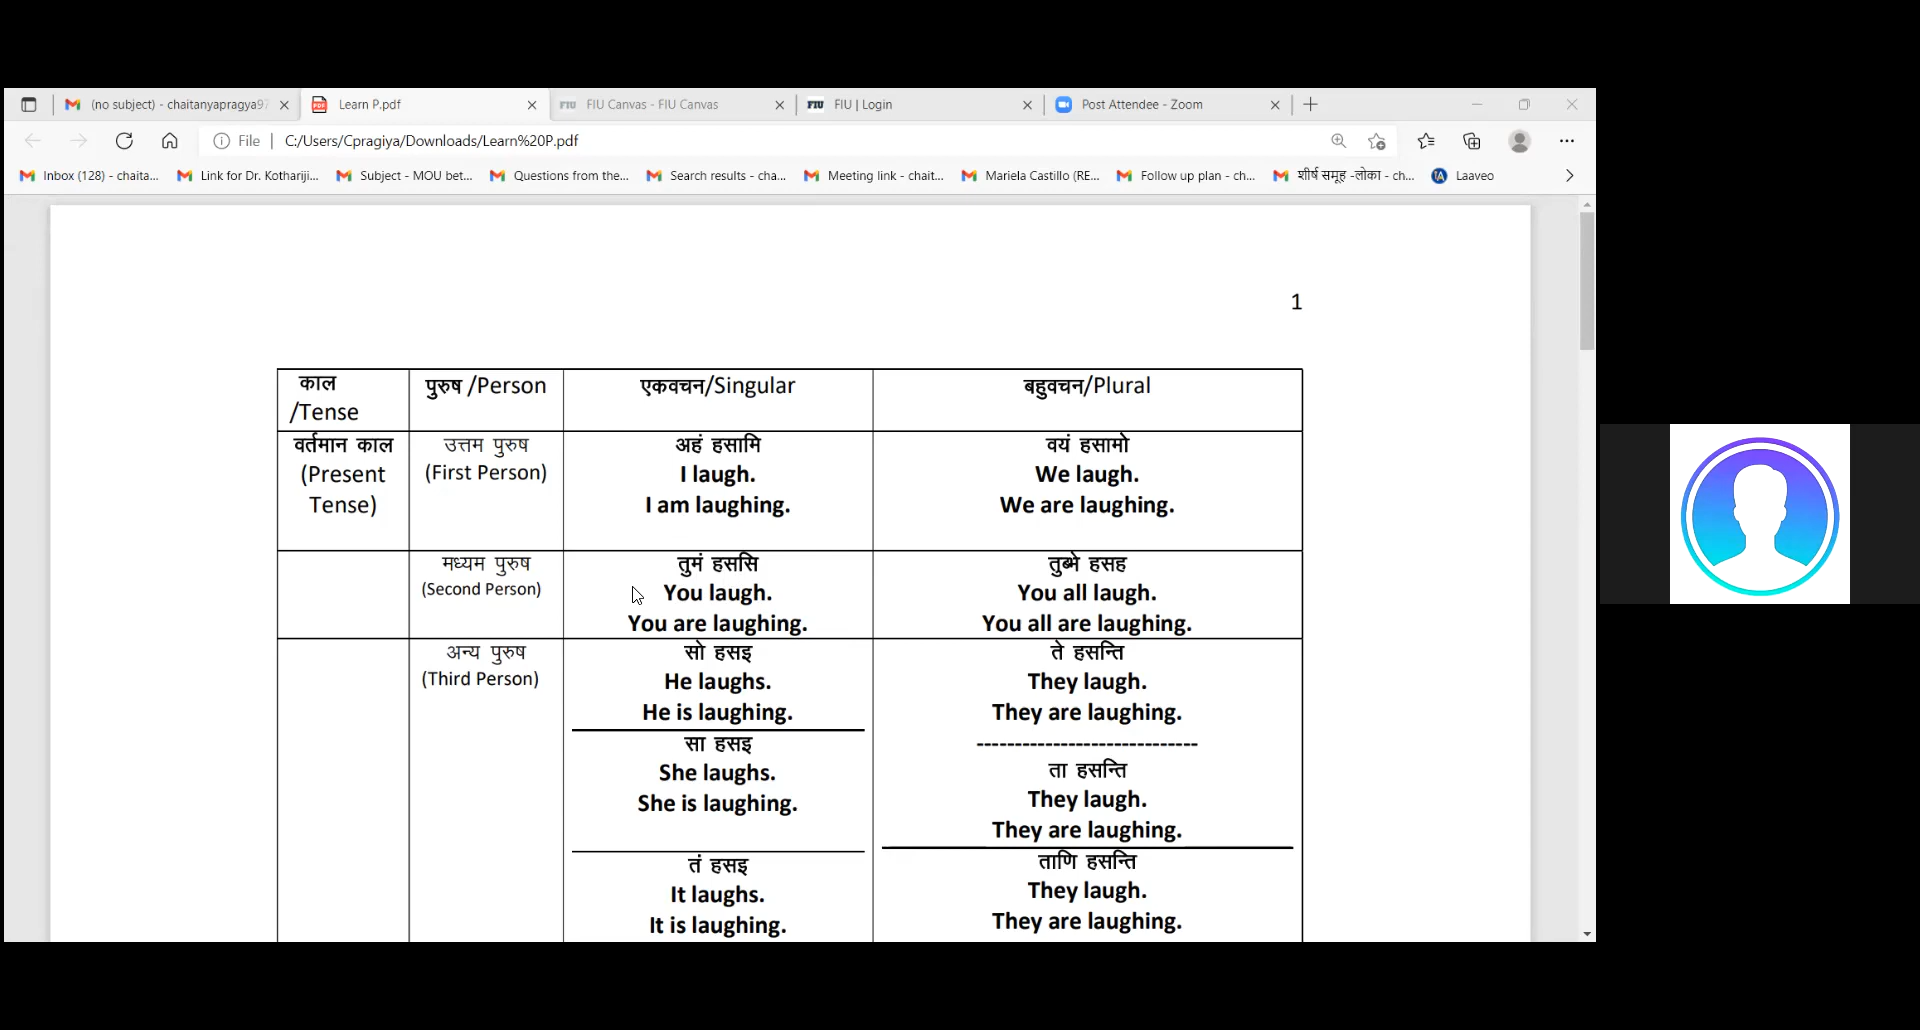 (no subject) - chaitanyapragya97
Learn P.pdf
FIU Canvas - FIU Canvas
FIU | Login
Post Attendee - Zoom
File
C:/Users/Cpragiya/Downloads/Learn%20P.pdf
Inbox (128) - chaita...
Link for Dr. Kothariji...
Subject - MOU bet...
Questions from the...
Search results - cha...
Meeting link - chait...
Mariela Castillo (RE...
Follow up plan - ch...
शीर्ष समूह -लोका - ch...
Laaveo
1
काल
/Tense
पुरुष /Person
एकवचन/Singular
बहुवचन/Plural
वर्तमान काल
(Present
Tense)
उत्तम पुरुष
(First Person)
अहं हसामि
I laugh.
I am laughing.
वयं हसामो
We laugh.
We are laughing.
मध्यम पुरुष
(Second Person)
तुमं हससि
You laugh.
You are laughing.
तुब्भे हसह
You all laugh.
You all are laughing.
अन्य पुरुष
(Third Person)
सो हसइ
He laughs.
He is laughing.
सा हसइ
She laughs.
She is laughing.
तं हसइ
It laughs.
It is laughing.
ते हसन्ति
They laugh.
They are laughing.
-----------------------------
ता हसन्ति
They laugh.
They are laughing.
ताणि हसन्ति
They laugh.
They are laughing.